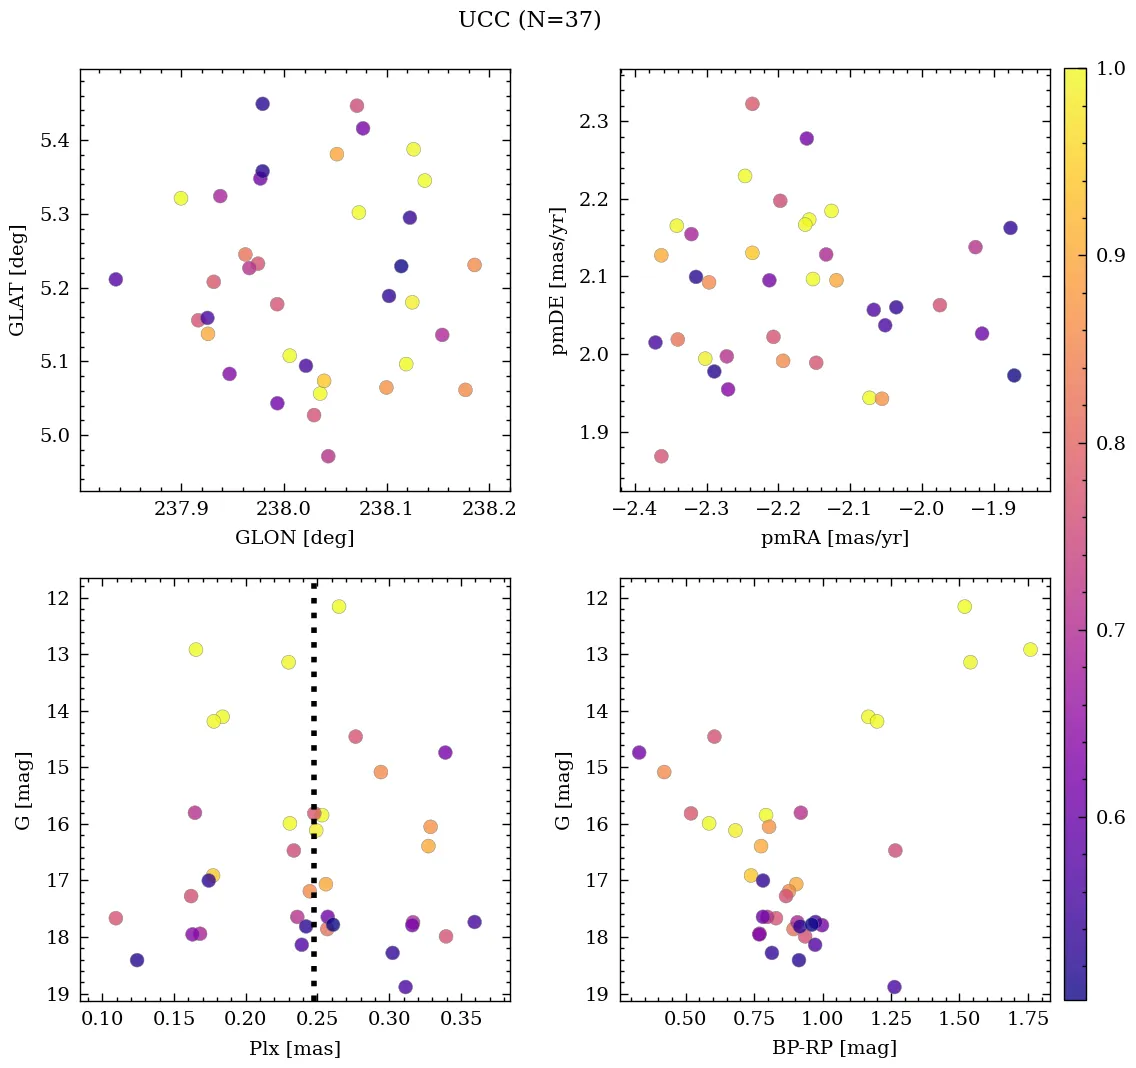 UCC (N=37)
5.4
5.3
5.2
5.1
5.0
GLAT [deg]
237.9 238.0 238.1 238.2
GLON [deg]
2.3
2.2
2.1
2.0
1.9
pmDE [mas/yr]
−2.4 −2.3 −2.2 −2.1 −2.0 −1.9
pmRA [mas/yr]
12
13
14
15
16
17
18
19
G [mag]
0.10 0.15 0.20 0.25 0.30 0.35
Plx [mas]
12
13
14
15
16
17
18
19
G [mag]
0.50 0.75 1.00 1.25 1.50 1.75
BP-RP [mag]
1.0
0.9
0.8
0.7
0.6